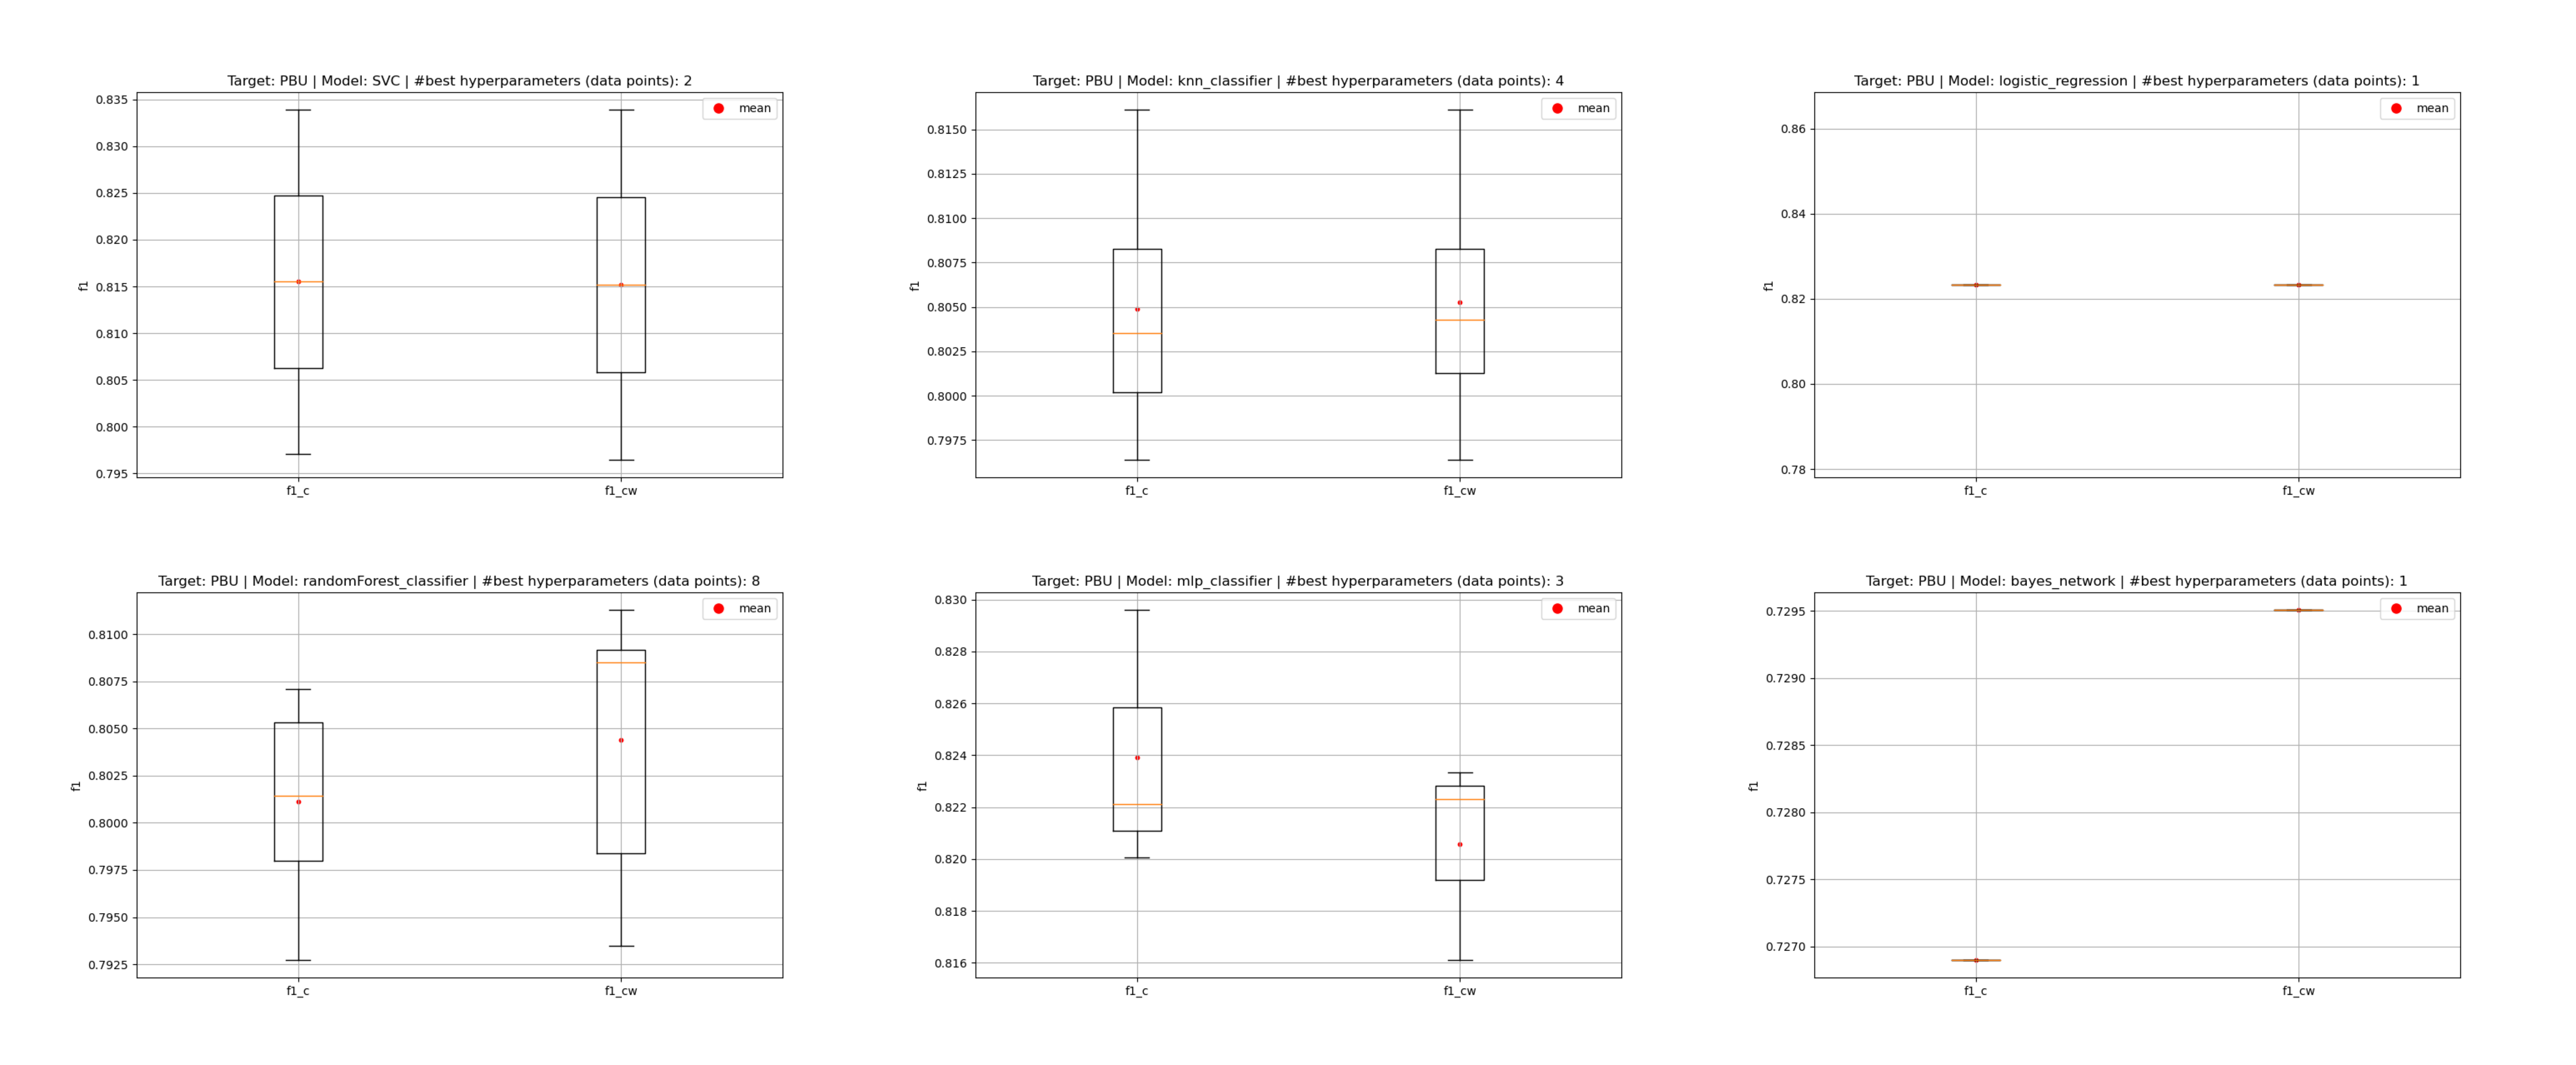 Target: PBU | Model: SVC | #best hyperparameters (data points): 2
mean
0.835
0.830
0.825
0.820
0.815
0.810
0.805
0.800
0.795
f1
f1_c
f1_cw
Target: PBU | Model: knn_classifier | #best hyperparameters (data points): 4
mean
0.8150
0.8125
0.8100
0.8075
0.8050
0.8025
0.8000
0.7975
f1
f1_c
f1_cw
Target: PBU | Model: logistic_regression | #best hyperparameters (data points): 1
mean
0.86
0.84
0.82
0.80
0.78
f1
f1_c
f1_cw
Target: PBU | Model: randomForest_classifier | #best hyperparameters (data points): 8
mean
0.8100
0.8075
0.8050
0.8025
0.8000
0.7975
0.7950
0.7925
f1
f1_c
f1_cw
Target: PBU | Model: mlp_classifier | #best hyperparameters (data points): 3
mean
0.830
0.828
0.826
0.824
0.822
0.820
0.818
0.816
f1
f1_c
f1_cw
Target: PBU | Model: bayes_network | #best hyperparameters (data points): 1
mean
0.7295
0.7290
0.7285
0.7280
0.7275
0.7270
f1
f1_c
f1_cw